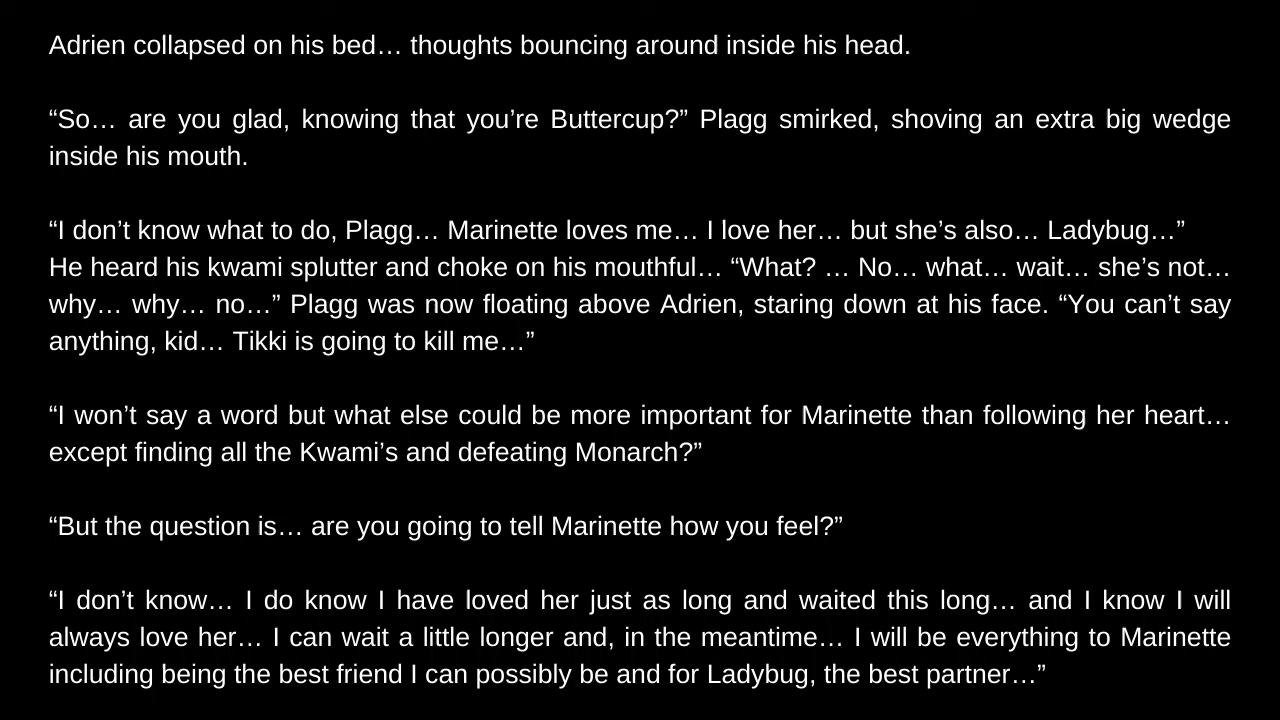 Adrien collapsed on his bed… thoughts bouncing around inside his head.
“So… are you glad, knowing that you’re Buttercup?” Plagg smirked, shoving an extra big wedge
inside his mouth.
“I don’t know what to do, Plagg… Marinette loves me… I love her… but she’s also… Ladybug…”
He heard his kwami splutter and choke on his mouthful… “What? … No… what… wait… she’s not…
why… why… no…” Plagg was now floating above Adrien, staring down at his face. “You can’t say
anything, kid… Tikki is going to kill me…”
“I won’t say a word but what else could be more important for Marinette than following her heart…
except finding all the Kwami’s and defeating Monarch?”
“But the question is… are you going to tell Marinette how you feel?”
“I don’t know… I do know I have loved her just as long and waited this long… and I know I will
always love her… I can wait a little longer and, in the meantime… I will be everything to Marinette
including being the best friend I can possibly be and for Ladybug, the best partner…”